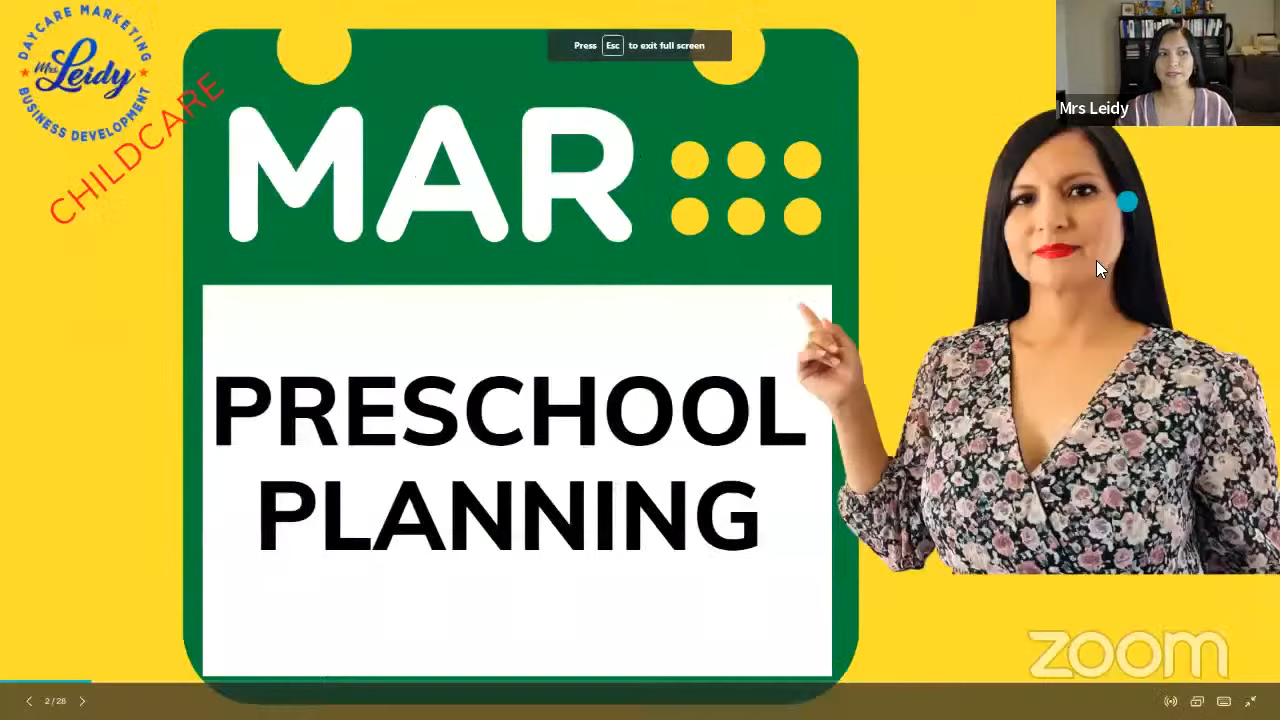 DAYCARE MARKETING
Mrs. Leidy
BUSINESS DEVELOPMENT
CHILDCARE
Press Esc to exit full screen
Mrs Leidy
MAR
PRESCHOOL
PLANNING
zoom
2 / 28